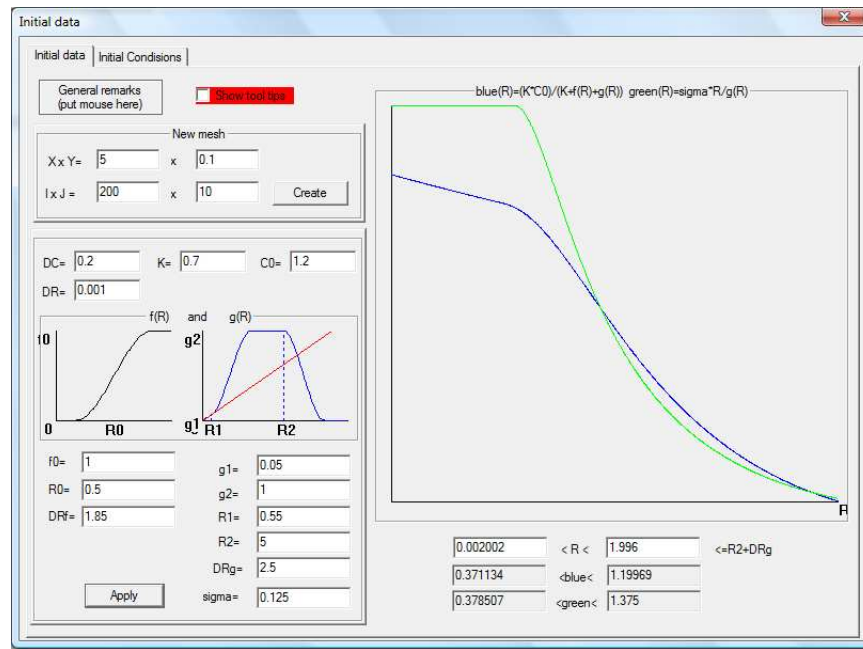 Initial data
Initial data Initial Condisions
General remarks
(put mouse here)
Show tool tips
New mesh
X x Y= 5 x 0.1
I x J = 200 x 10 Create
DC= 0.2 K= 0.7 C0= 1.2
DR= 0.001
f(R) and g(R)
0 R0
g2
g1 R1 R2
f0= 1
R0= 0.5
DRf= 1.85
g1= 0.05
g2= 1
R1= 0.55
R2= 5
DRg= 2.5
sigma= 0.125
Apply
blue(R)=(K*C0)/(K+f(R)+g(R)) green(R)=sigma*R/g(R)
R
0.002002 < R < 1.996 <=R2+DRg
0.371134 <blue< 1.19969
0.378507 <green< 1.375